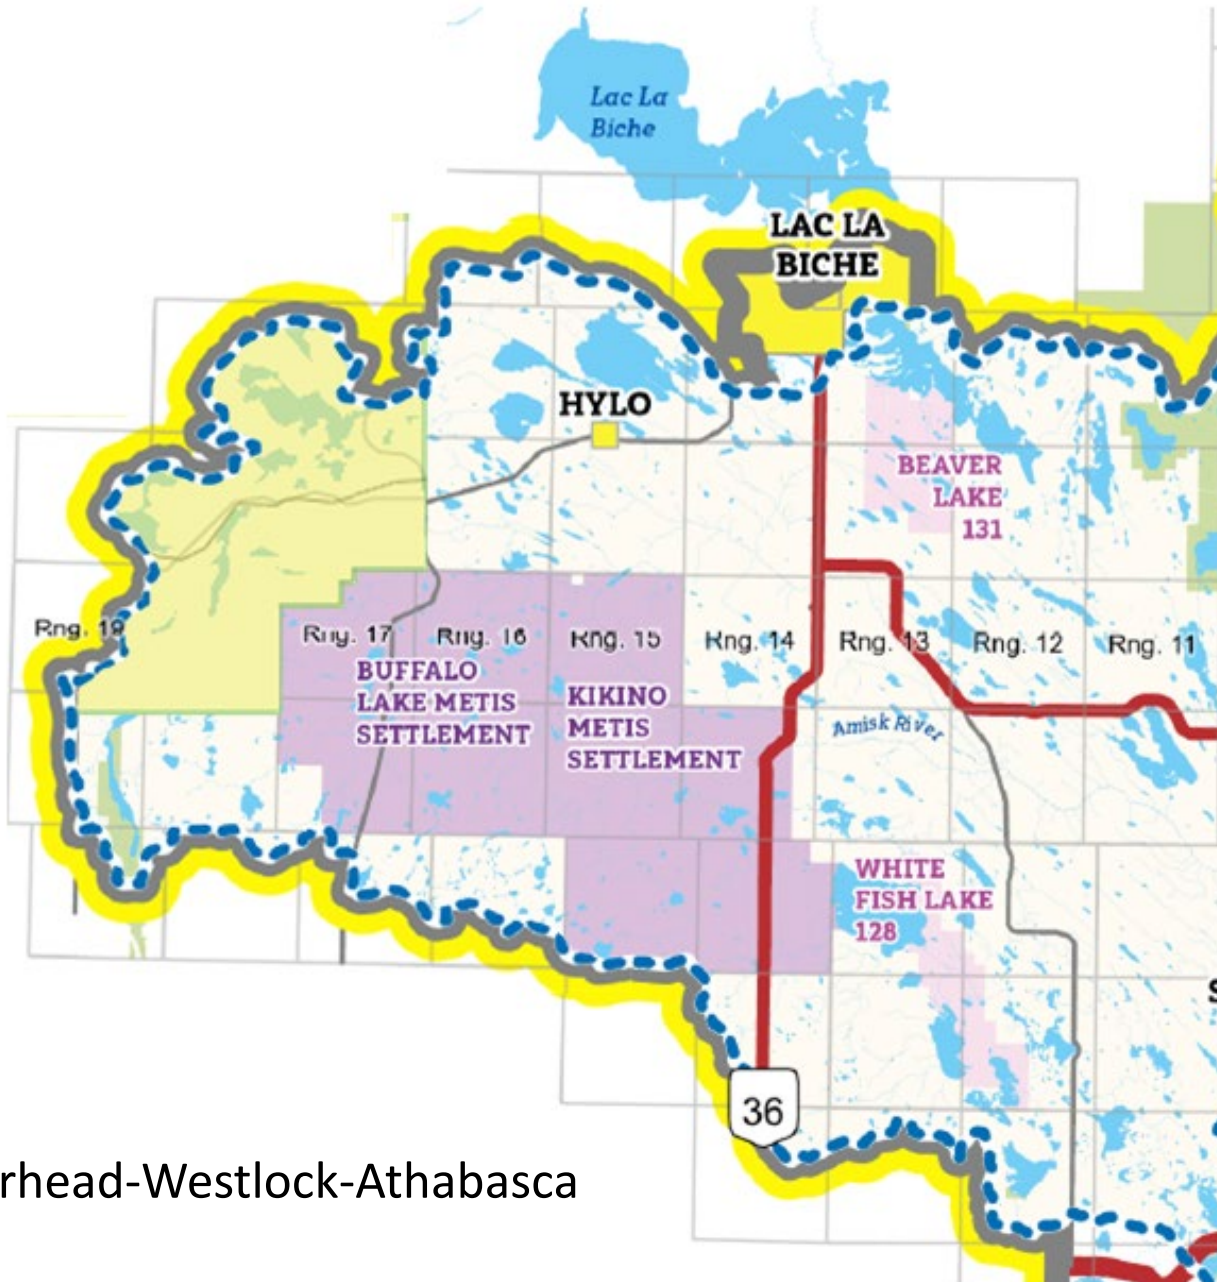 Lac La
Biche
LAC LA
BICHE
HYLO
BEAVER
LAKE
131
Rng. 19
Rng. 17
Rng. 16
Rng. 15
Rng. 14
Rng. 13
Rng. 12
Rng. 11
BUFFALO
LAKE METIS
SETTLEMENT
KIKINO
METIS
SETTLEMENT
Amisk River
WHITE
FISH LAKE
128
S
36
rhead-Westlock-Athabasca